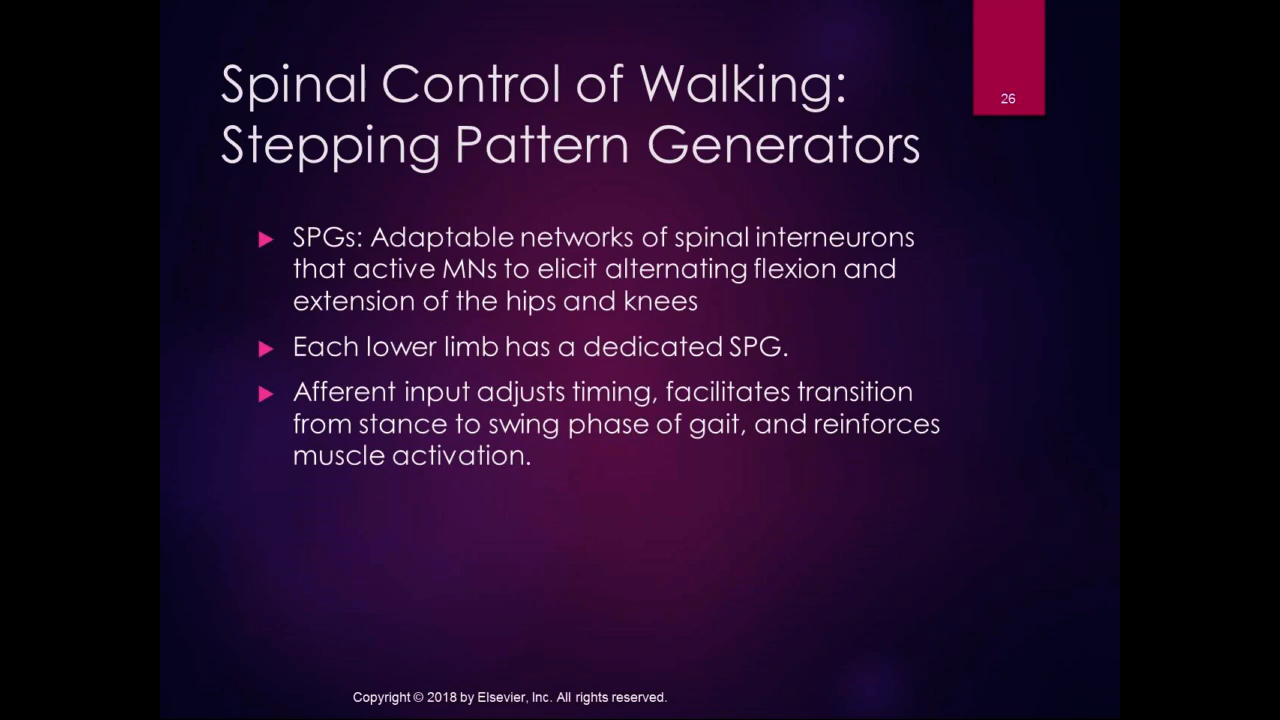 Spinal Control of Walking:
Stepping Pattern Generators
26
SPGs: Adaptable networks of spinal interneurons
that active MNs to elicit alternating flexion and
extension of the hips and knees
Each lower limb has a dedicated SPG.
Afferent input adjusts timing, facilitates transition
from stance to swing phase of gait, and reinforces
muscle activation.
Copyright © 2018 by Elsevier, Inc. All rights reserved.